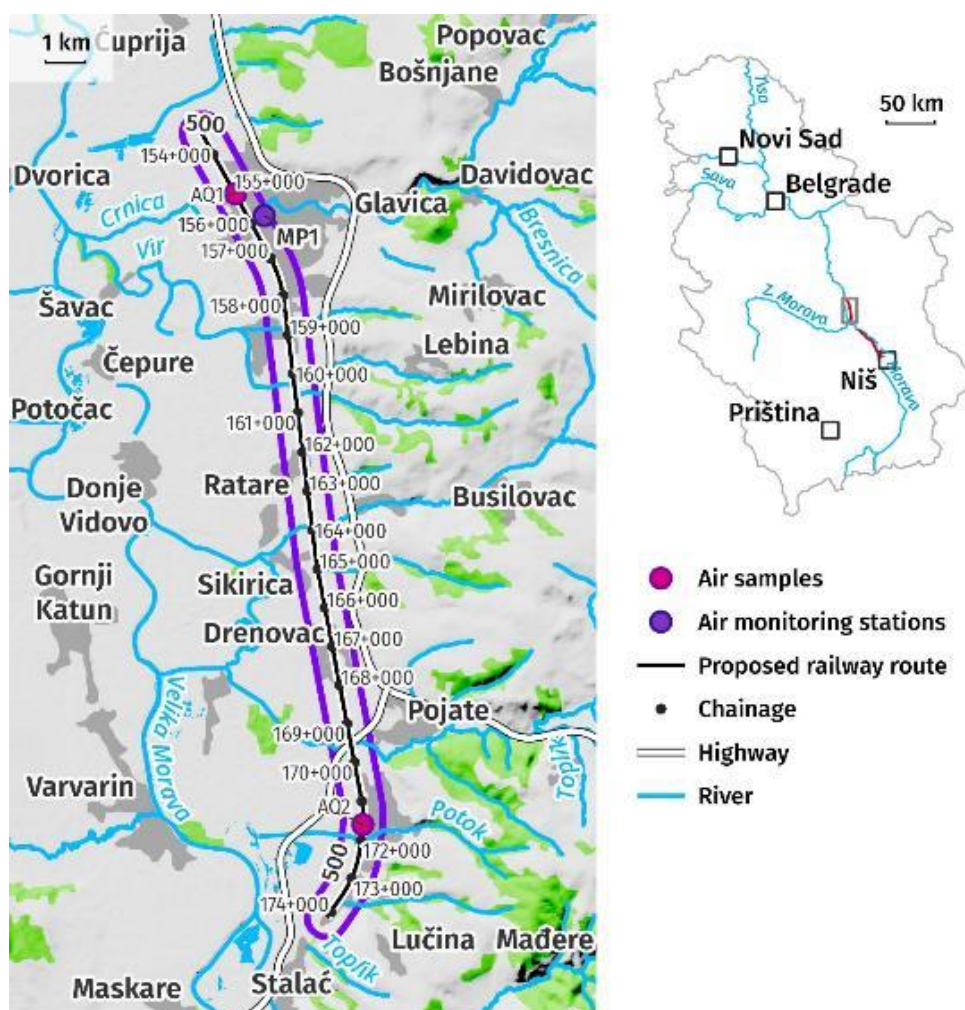 1 km
Ćuprija
Popovac
Bošnjane
500
154+000
Dvorica
155+000
Davidovac
AQ1
Crnica
Glavica
156+000
MP1
Vir
157+000
Bresnica
Šavac
158+000
Mirilovac
159+000
Čepure
Lebina
160+000
Potočac
161+000
162+000
Donje
Vidovo
Ratare
163+000
Busilovac
164+000
Gornji
Katun
Sikirica
165+000
166+000
Drenovac
167+000
168+000
Velika Morava
Pojate
169+000
Toplik
170+000
Varvarin
AQ2
Potok
500
172+000
173+000
174+000
Lučina
Mađere
Toplik
Stalać
Maskare
Tisa
50 km
Novi Sad
Sava
Belgrade
Z. Morava
Morava
Niš
Priština
Air samples
Air monitoring stations
Proposed railway route
Chainage
Highway
River